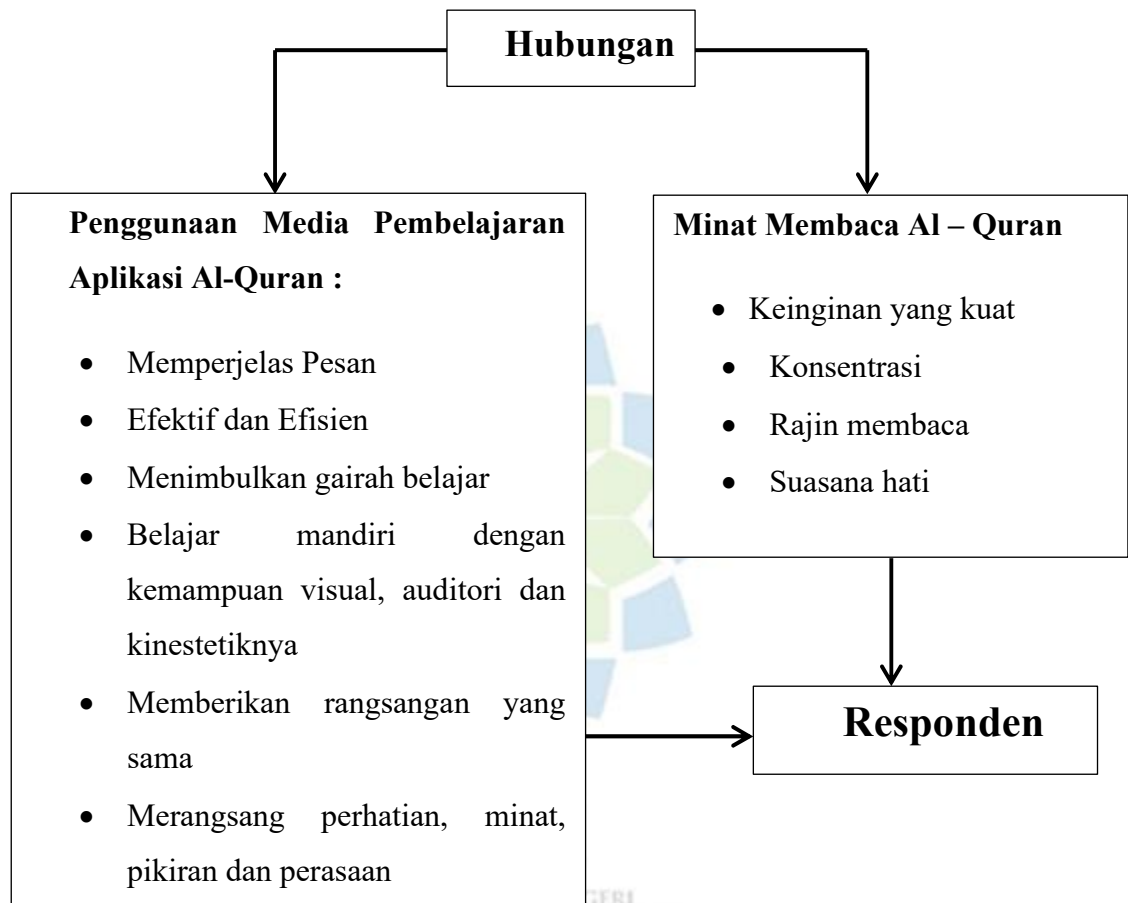 Hubungan
Penggunaan Media Pembelajaran
Aplikasi Al-Quran :
• Memperjelas Pesan
• Efektif dan Efisien
• Menimbulkan gairah belajar
• Belajar mandiri dengan
kemampuan visual, auditori dan
kinestetiknya
• Memberikan rangsangan yang
sama
• Merangsang perhatian, minat,
pikiran dan perasaan
Minat Membaca Al – Quran
• Keinginan yang kuat
• Konsentrasi
• Rajin membaca
• Suasana hati
Responden